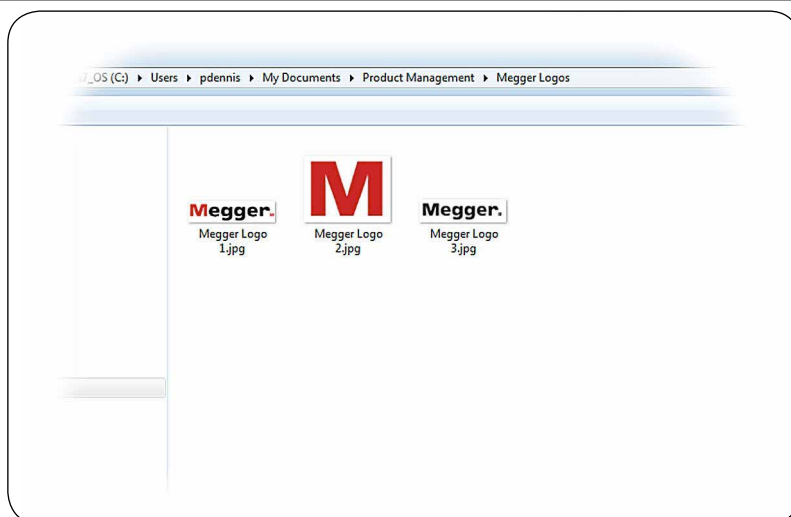 7_OS (C:) ▸ Users ▸ pdennis ▸ My Documents ▸ Product Management ▸ Megger Logos
Megger. M Megger.
Megger Logo Megger Logo Megger Logo
1.jpg 2.jpg 3.jpg